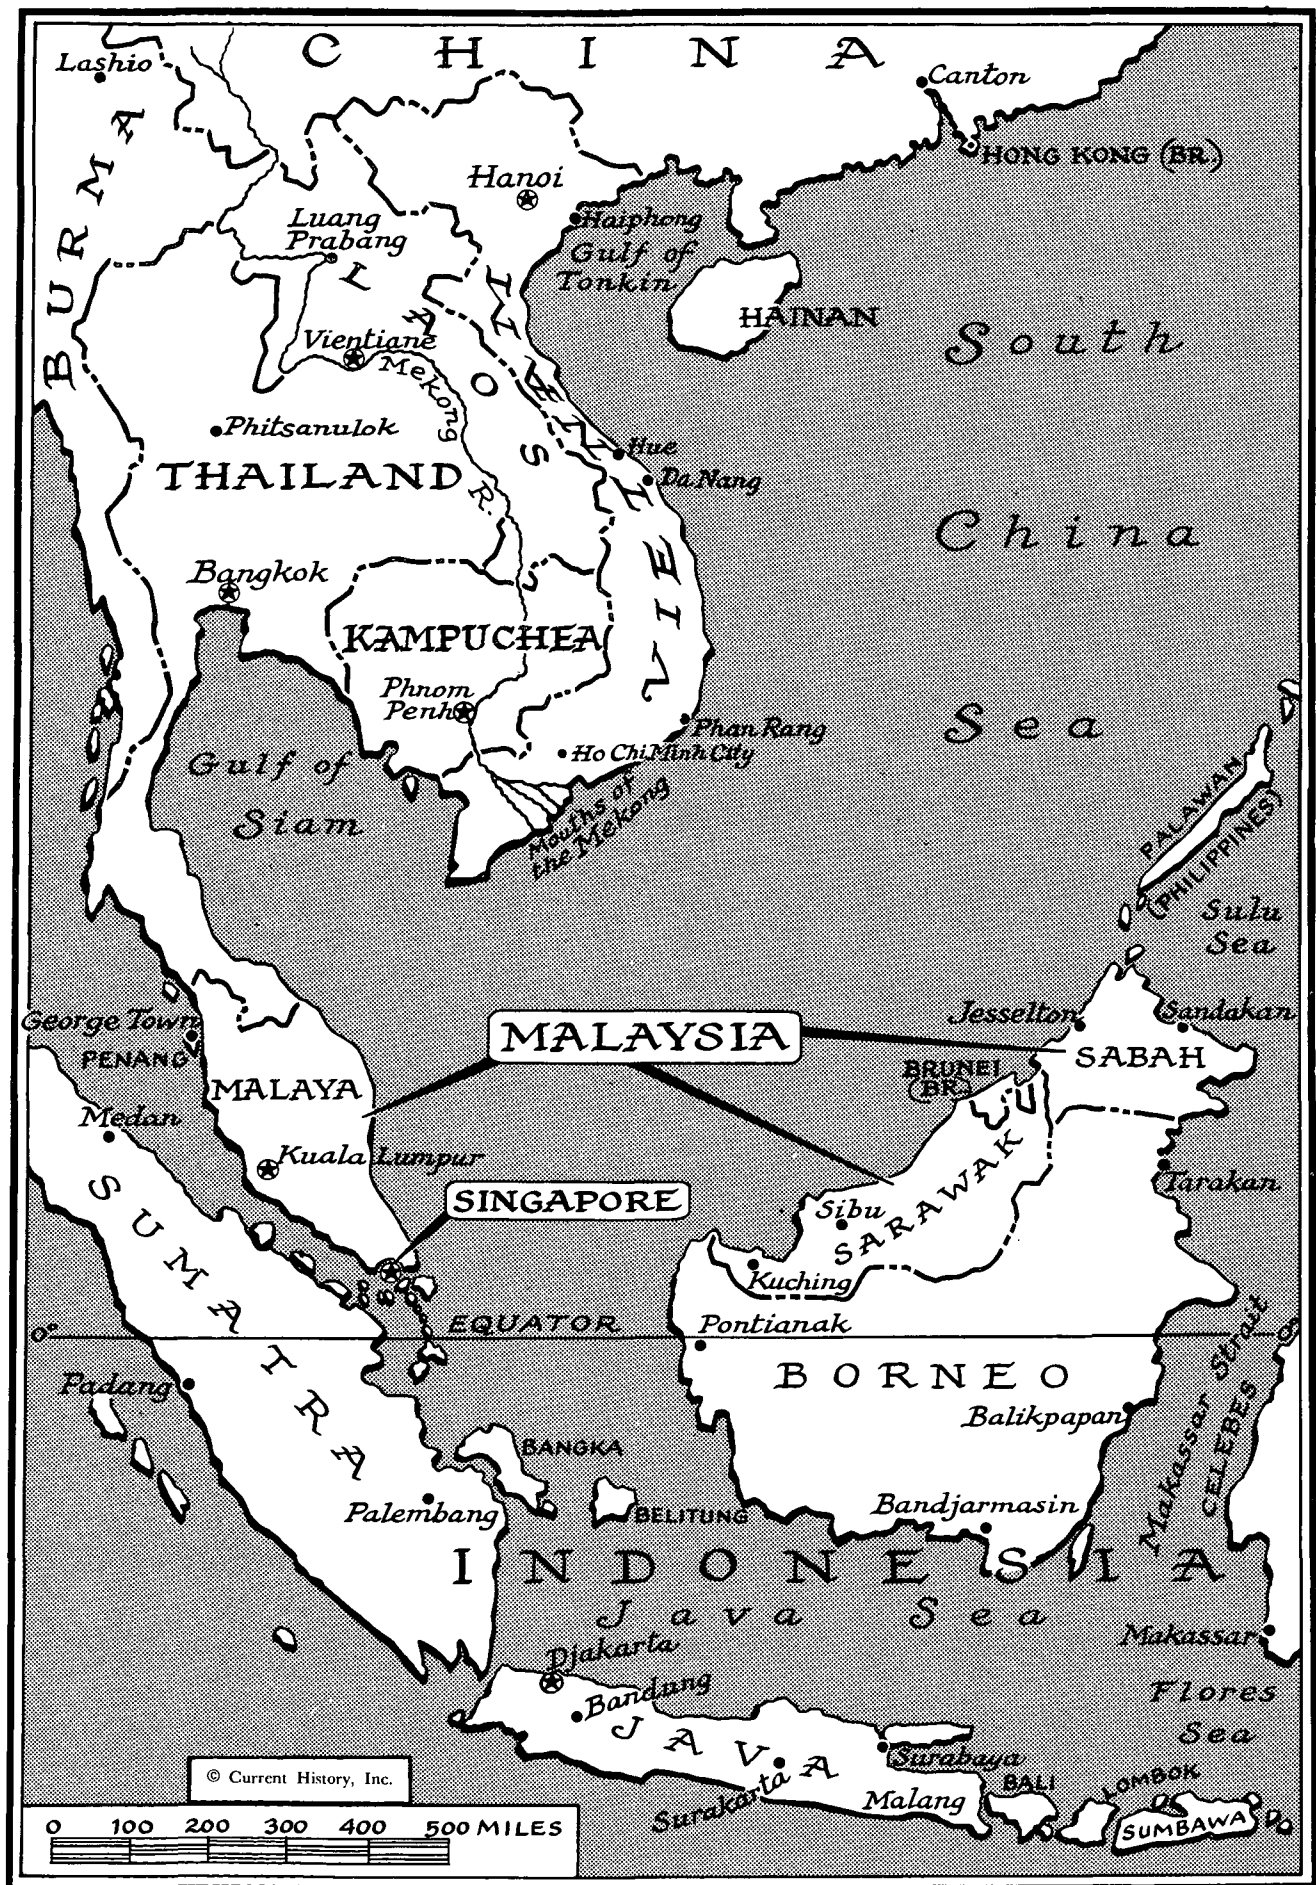 CHINA
Lashio
Canton
BURMA
HONG KONG (BR.)
Hanoi
Haiphong
Luang
Prabang
Gulf of
Tonkin
LAOS
HAINAN
Vientiane
Mekong R.
South
China
Sea
VIETNAM
Phitsanulok
Hue
THAILAND
Da Nang
Bangkok
KAMPUCHEA
Phnom
Penh
Phan Rang
Ho Chi Minh City
Gulf of
Siam
Mouths of
the Mekong
PALAWAN
(PHILIPPINES)
Sulu
Sea
George Town
PENANG
MALAYSIA
Jesselton
Sandakan
SABAH
BRUNEI
(BR.)
MALAYA
Medan
Kuala Lumpur
SINGAPORE
Sibu
SARAWAK
Tarakan
Kuching
SUMATRA
0°
EQUATOR
0°
Pontianak
BORNEO
Makassar Strait
Padang
Balikpapan
CELEBES
BANGKA
Palembang
BELITUNG
Bandjarmasin
INDONESIA
Java Sea
Makassar
Djakarta
Bandung
Flores
Sea
JAVA
Surabaya
Surakarta
Malang
BALI
LOMBOK
SUMBAWA
© Current History, Inc.
0 100 200 300 400 500 MILES